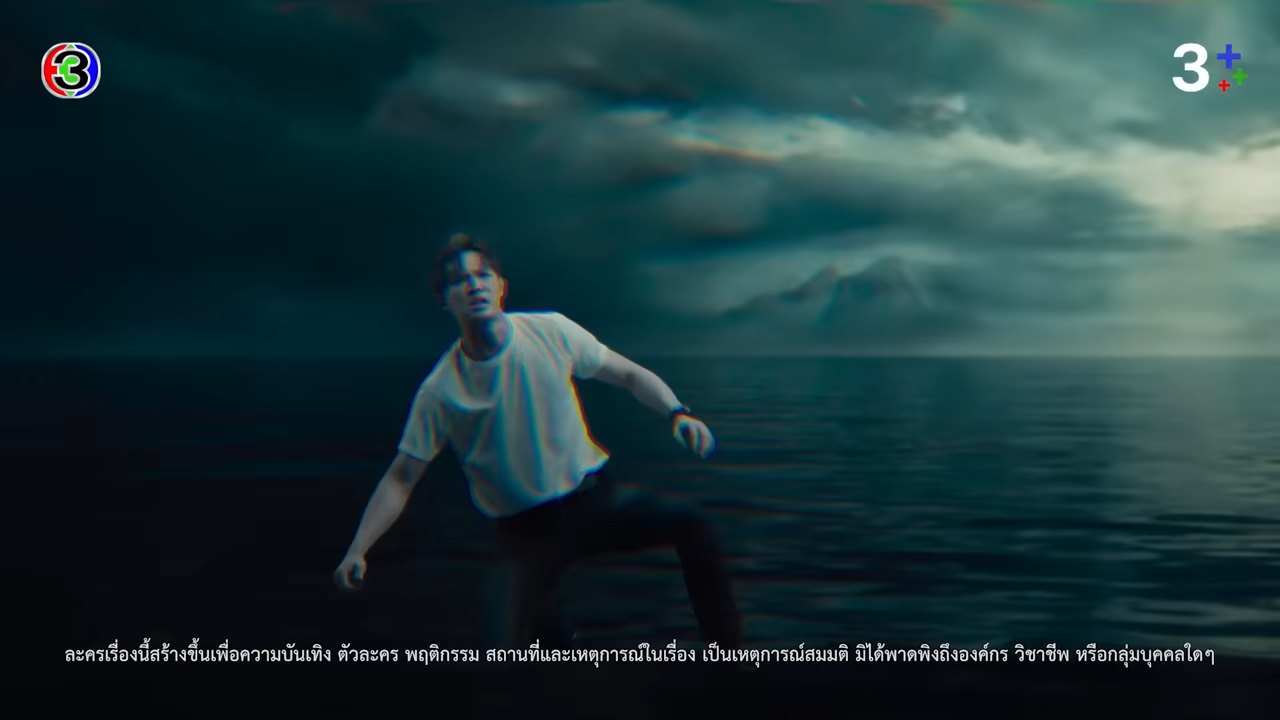 3
3+
ละครเรื่องนี้สร้างขึ้นเพื่อความบันเทิง ตัวละคร พฤติกรรม สถานที่และเหตุการณ์ในเรื่อง เป็นเหตุการณ์สมมติ มิได้พาดพิงถึงองค์กร วิชาชีพ หรือกลุ่มบุคคลใดๆ